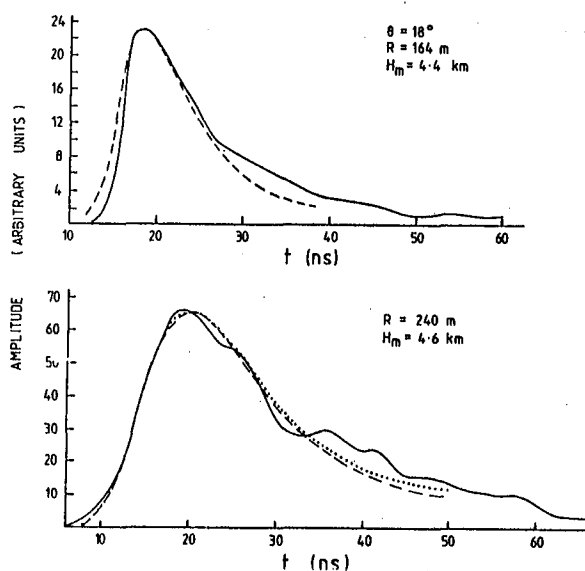 24
20
16
12
8
4
10 20 30 40 50 60
t (ns)
θ = 18°
R = 164 m
Hm = 4·4 km
AMPLITUDE (ARBITRARY UNITS)
70
60
50
40
30
20
10
10 20 30 40 50 60
t (ns)
R = 240 m
Hm = 4·6 km